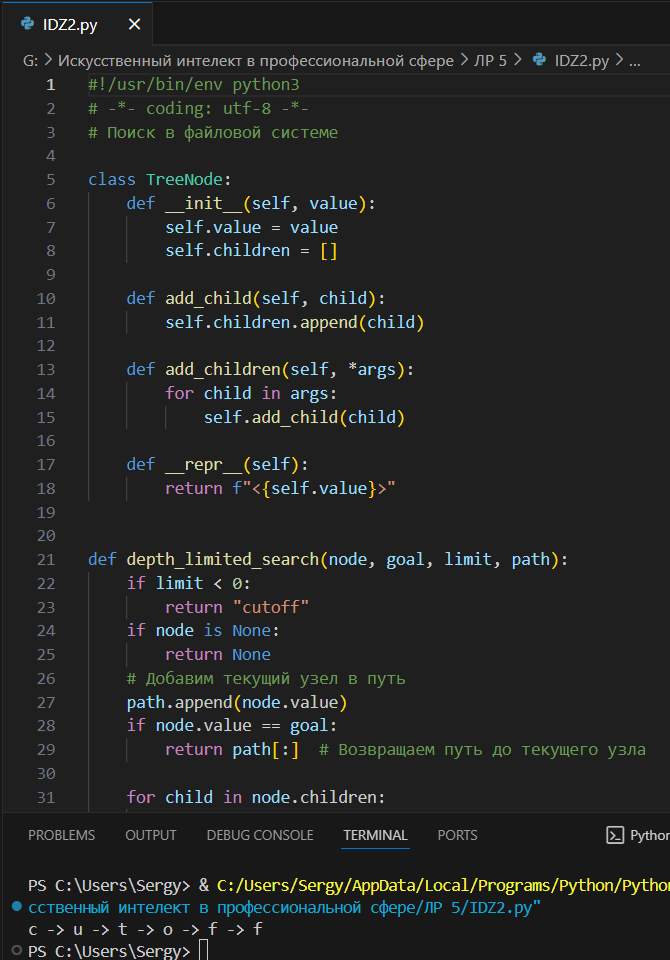 IDZ2.py
G: > Искусственный интелект в профессиональной сфере > ЛР 5 > IDZ2.py > ...
1 #!/usr/bin/env python3
2 # -*- coding: utf-8 -*-
3 # Поиск в файловой системе
4
5 class TreeNode:
6     def __init__(self, value):
7         self.value = value
8         self.children = []
9
10     def add_child(self, child):
11         self.children.append(child)
12
13     def add_children(self, *args):
14         for child in args:
15             self.add_child(child)
16
17     def __repr__(self):
18         return f"<{self.value}>"
19
20
21 def depth_limited_search(node, goal, limit, path):
22     if limit < 0:
23         return "cutoff"
24     if node is None:
25         return None
26     # Добавим текущий узел в путь
27     path.append(node.value)
28     if node.value == goal:
29         return path[:]  # Возвращаем путь до текущего узла
30
31     for child in node.children:
PROBLEMS OUTPUT DEBUG CONSOLE TERMINAL PORTS Python
PS C:\Users\Sergy> & C:/Users/Sergy/AppData/Local/Programs/Python/Python
сственный интелект в профессиональной сфере/ЛР 5/IDZ2.py"
c -> u -> t -> o -> f -> f
PS C:\Users\Sergy>